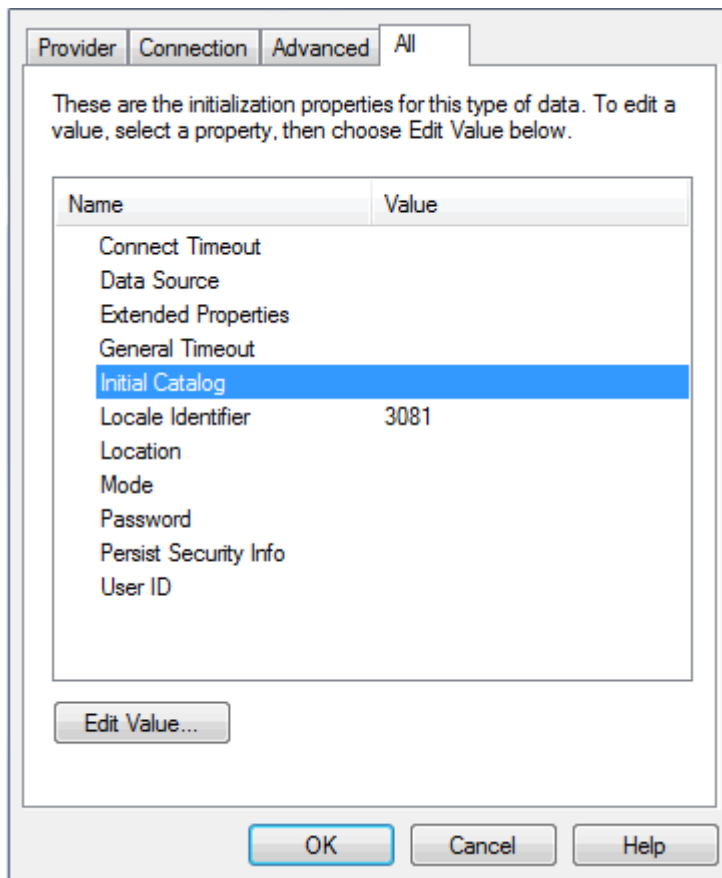 Provider Connection Advanced All
These are the initialization properties for this type of data. To edit a
value, select a property, then choose Edit Value below.
Name Value
Connect Timeout
Data Source
Extended Properties
General Timeout
Initial Catalog
Locale Identifier 3081
Location
Mode
Password
Persist Security Info
User ID
Edit Value...
OK Cancel Help